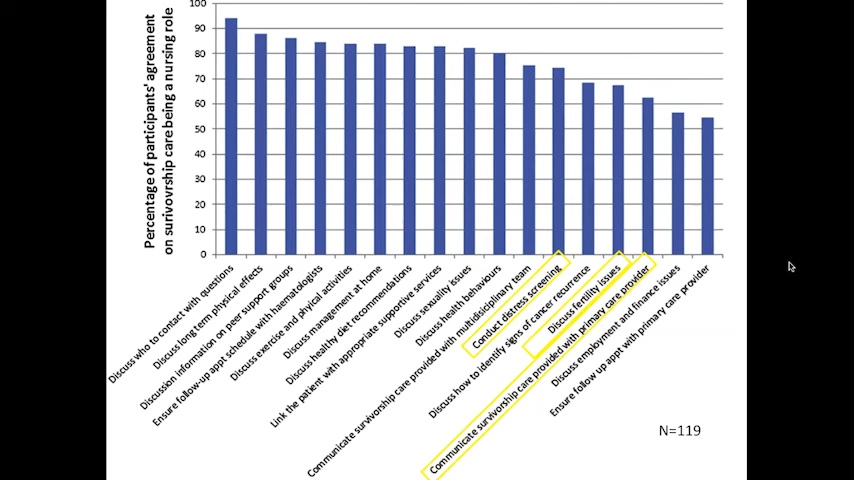 Percentage of participants' agreement
on surivovrship care being a nursing role
100
90
80
70
60
50
40
30
20
10
0
Discuss who to contact with questions
Discuss long term physical effects
Discussion information on peer support groups
Ensure follow-up appt schedule with haematologists
Discuss exercise and phyical activities
Discuss management at home
Discuss healthy diet recommendations
Link the patient with appropriate supportive services
Discuss sexuality issues
Discuss health behaviours
Communicate survivorship care provided with multidisciplinary team
Conduct distress screening
Discuss how to identify signs of cancer recurrence
Discuss fertility issues
Communicate survivorship care provided with primary care provider
Discuss employment and finance issues
Ensure follow up appt with primary care provider
N=119